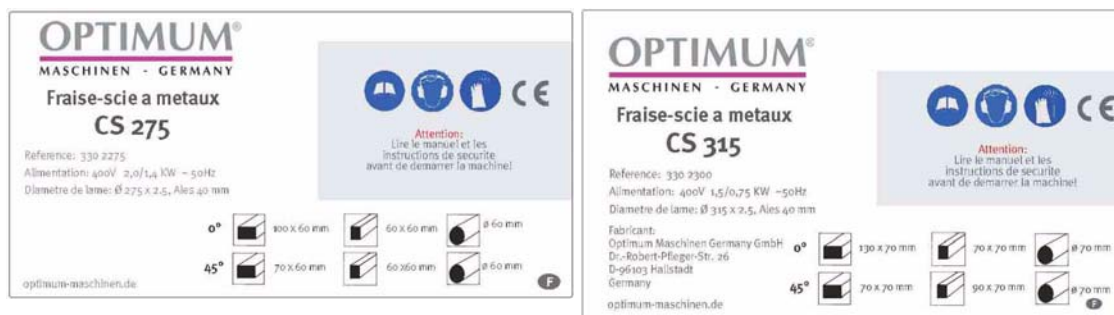 OPTIMUM®
MASCHINEN - GERMANY
Fraise-scie a metaux
CS 275
Reference: 330 2275
Alimentation: 400V 2,0/1,4 KW ~50Hz
Diametre de lame: Ø 275 x 2.5, Ales 40 mm
CE
Attention:
Lire le manuel et les
instructions de securite
avant de demarrer la machine!
0° 100 x 60 mm 60 x 60 mm ø 60 mm
45° 70 x 60 mm 60 x60 mm ø 60 mm
optimum-maschinen.de
F
OPTIMUM®
MASCHINEN - GERMANY
Fraise-scie a metaux
CS 315
Reference: 330 2300
Alimentation: 400V 1,5/0,75 KW ~50Hz
Diametre de lame: Ø 315 x 2.5, Ales 40 mm
CE
Attention:
Lire le manuel et les
instructions de securite
avant de demarrer la machine!
Fabricant:
Optimum Maschinen Germany GmbH
Dr.-Robert-Pfleger-Str. 26
D-96103 Hallstadt
Germany
0° 130 x 70 mm 70 x 70 mm ø 70 mm
45° 70 x 70 mm 90 x 70 mm ø 70 mm
optimum-maschinen.de
F